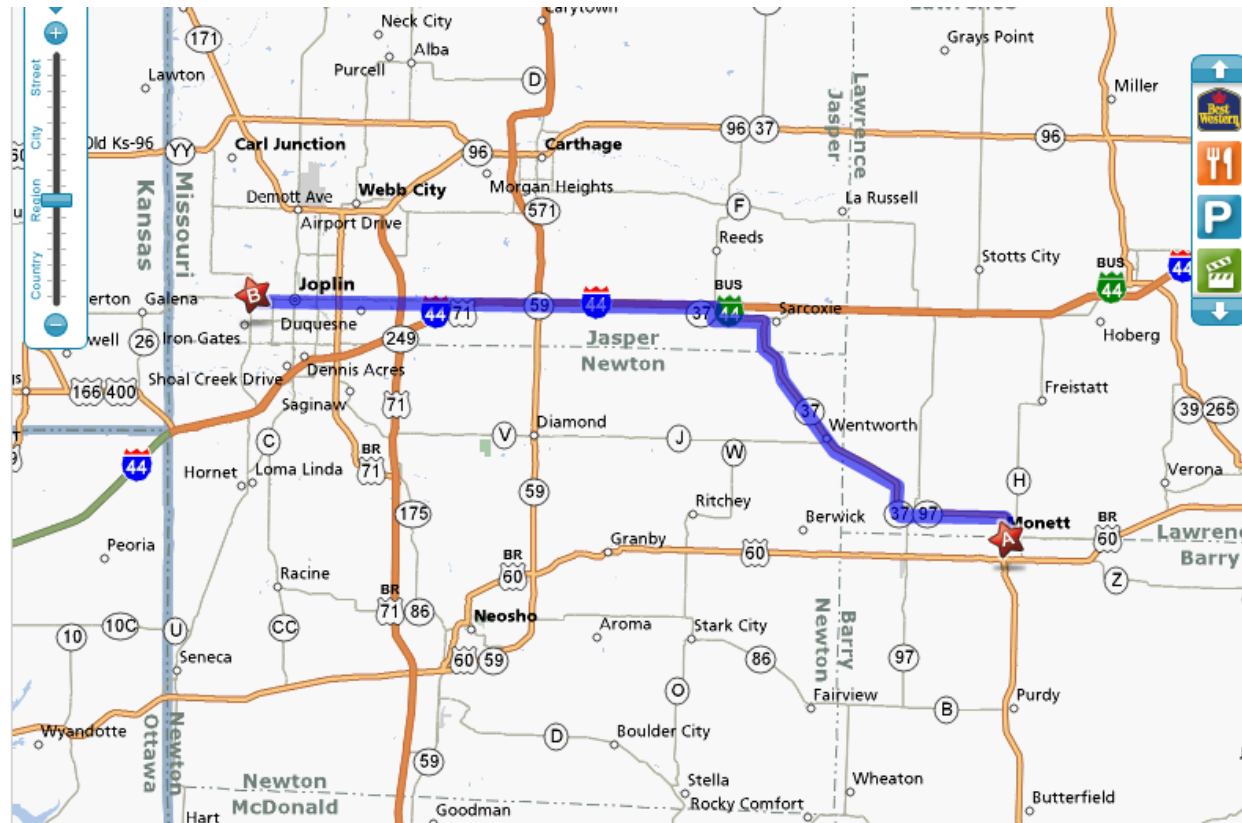 Neck City
Carytown
171
Alba
Grays Point
Purcell
Lawton
D
Miller
Street
City
Region
Country
Lawrence
Jasper
Best
Western
P
Old Ks-96
YY
Carl Junction
96
Carthage
96
37
96
Kansas
Missouri
Webb City
Morgan Heights
Demott Ave
Airport Drive
571
F
La Russell
Reeds
Stotts City
BUS
44
BUS
44
44
B
Joplin
Galena
59
44
37
Sarcoxie
44
71
Duquesne
Hoberg
26
Iron Gates
249
Jasper
Newton
Shoal Creek Drive
Dennis Acres
166
400
Saginaw
71
Freistatt
37
39
265
Diamond
Wentworth
V
J
C
W
BR
71
44
Hornet
Loma Linda
Verona
H
59
Ritchey
175
Berwick
37
97
Monett
A
BR
60
Lawrenc
Barry
Peoria
Granby
60
BR
60
Z
Racine
BR
71
86
Neosho
10
10C
U
CC
Aroma
Stark City
Newton
Barry
Seneca
60
59
86
97
O
Fairview
B
Purdy
Ottawa
Newton
Wyandotte
D
Boulder City
59
Newton
McDonald
Stella
Wheaton
Rocky Comfort
Butterfield
Goodman
Hart